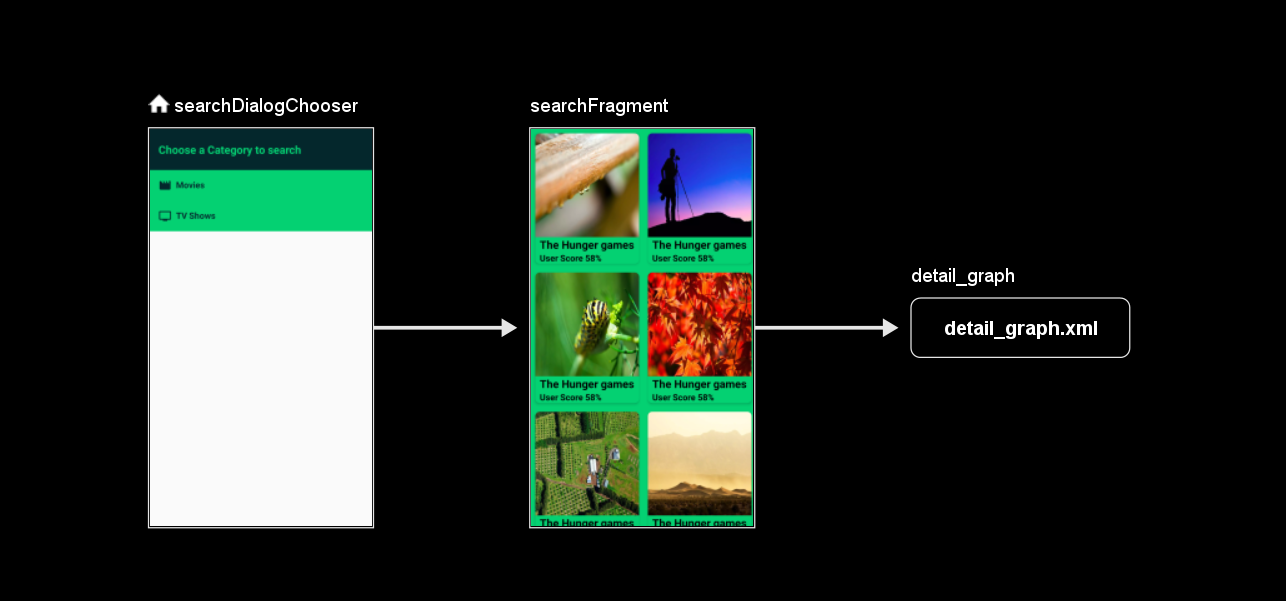 searchDialogChooser
Choose a Category to search
Movies
TV Shows
searchFragment
The Hunger games
User Score 58%
The Hunger games
User Score 58%
The Hunger games
User Score 58%
The Hunger games
User Score 58%
The Hunger games
The Hunger games
detail_graph
detail_graph.xml